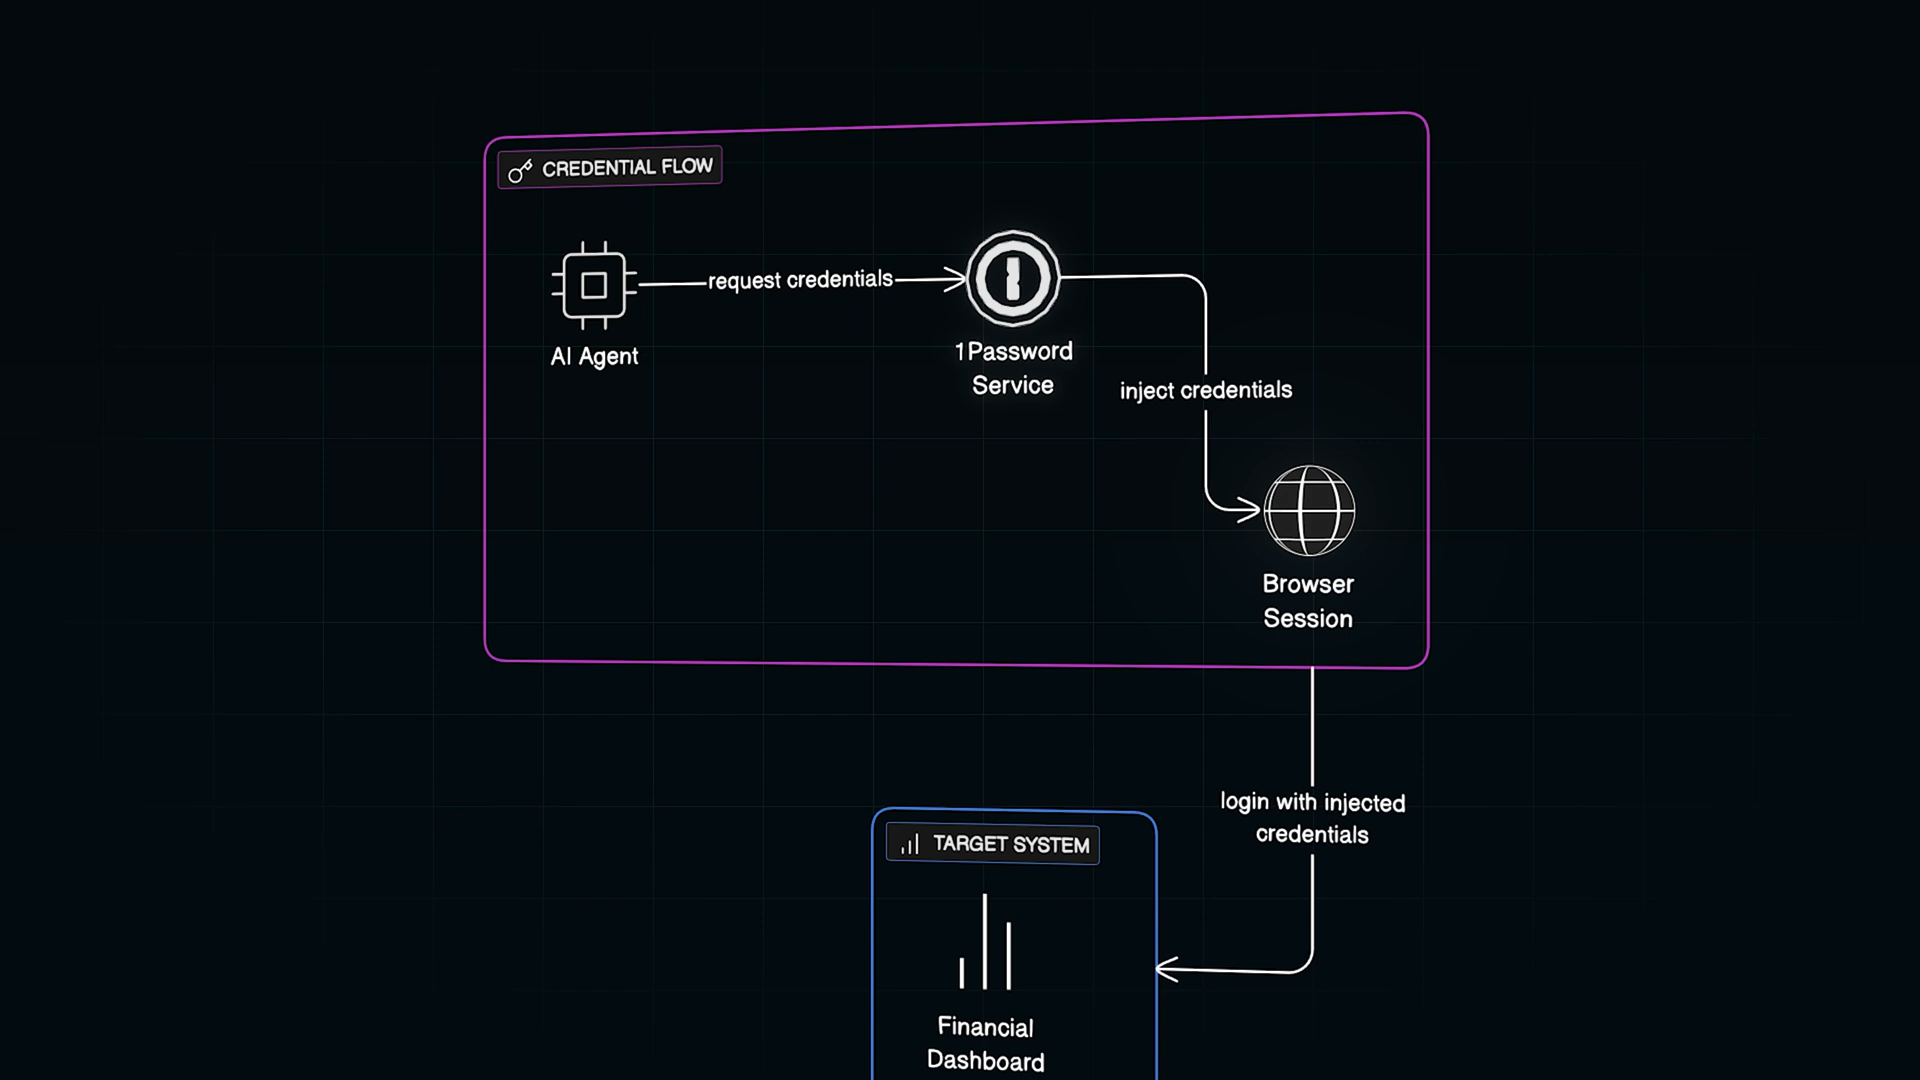 CREDENTIAL FLOW
request credentials
AI Agent
1Password
Service
inject credentials
Browser
Session
login with injected
credentials
TARGET SYSTEM
Financial
Dashboard